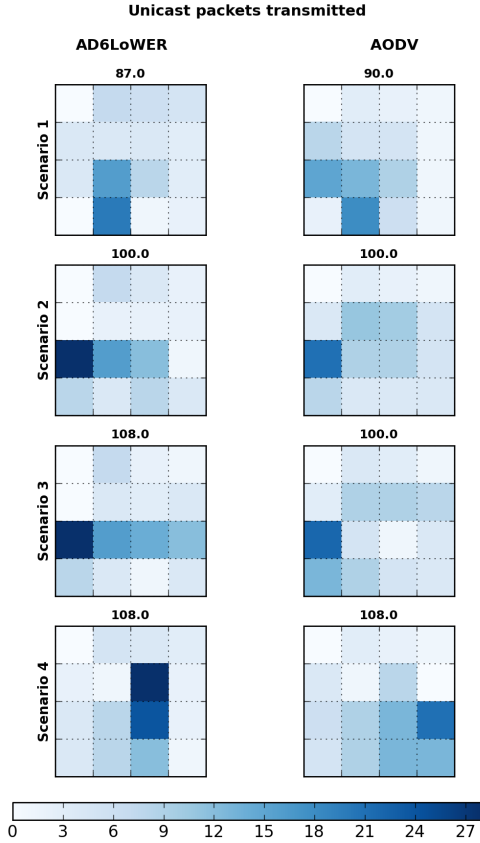 Unicast packets transmitted
AD6LoWER AODV
87.0 90.0
Scenario 1
100.0 100.0
Scenario 2
108.0 100.0
Scenario 3
108.0 108.0
Scenario 4
0 3 6 9 12 15 18 21 24 27